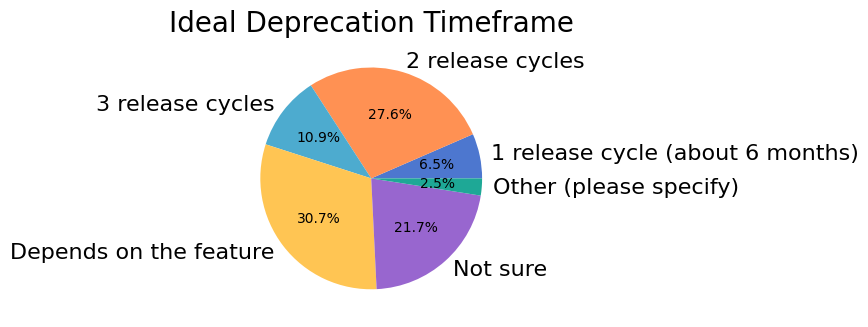 Ideal Deprecation Timeframe
2 release cycles
3 release cycles
27.6%
10.9%
1 release cycle (about 6 months)
6.5%
2.5%
Other (please specify)
30.7%
21.7%
Depends on the feature
Not sure